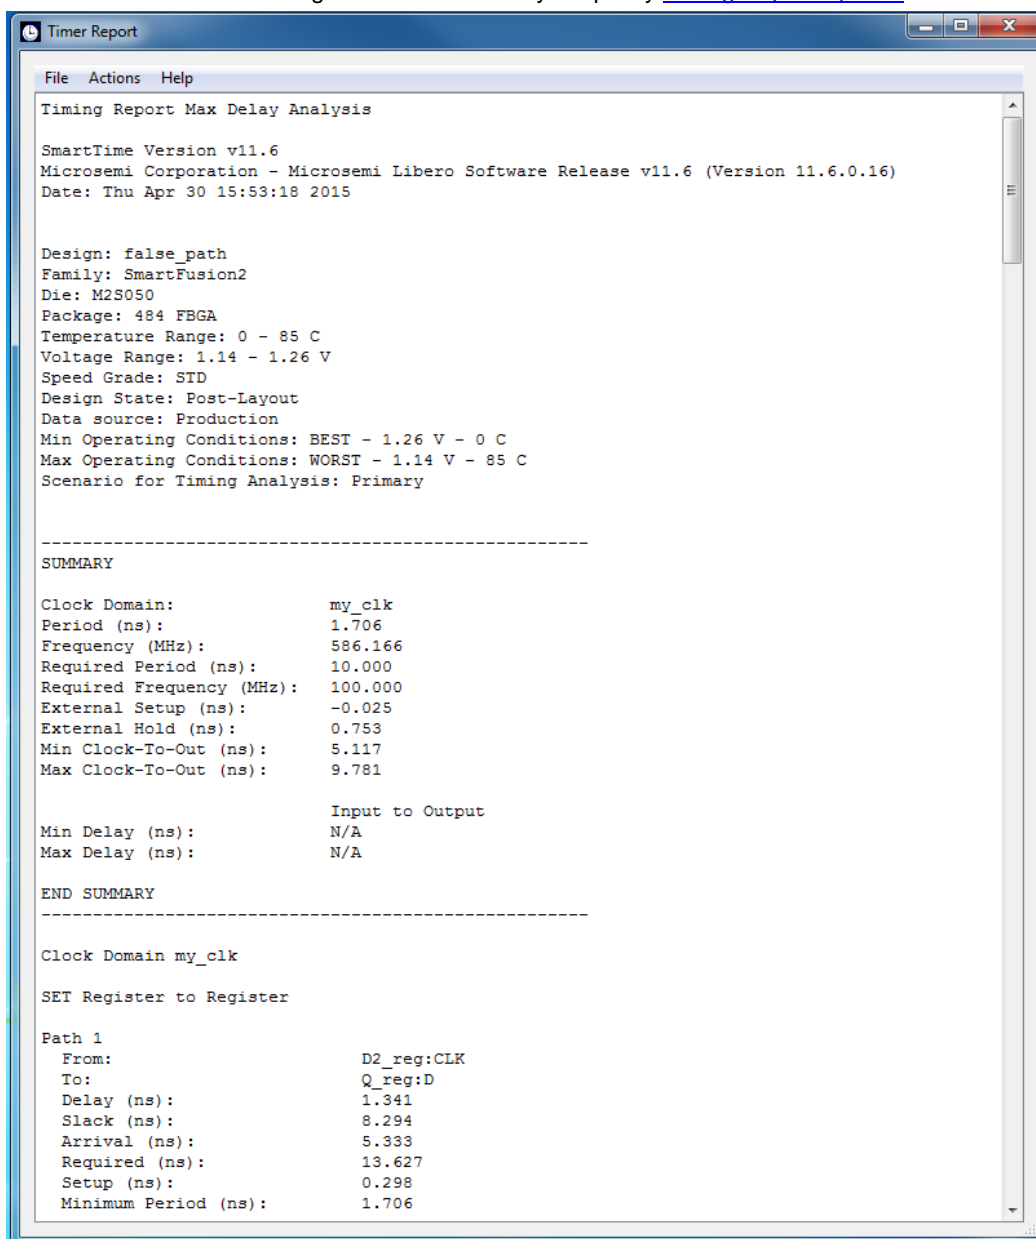 Timer Report
File Actions Help
Timing Report Max Delay Analysis
SmartTime Version v11.6
Microsemi Corporation - Microsemi Libero Software Release v11.6 (Version 11.6.0.16)
Date: Thu Apr 30 15:53:18 2015
Design: false_path
Family: SmartFusion2
Die: M2S050
Package: 484 FBGA
Temperature Range: 0 - 85 C
Voltage Range: 1.14 - 1.26 V
Speed Grade: STD
Design State: Post-Layout
Data source: Production
Min Operating Conditions: BEST - 1.26 V - 0 C
Max Operating Conditions: WORST - 1.14 V - 85 C
Scenario for Timing Analysis: Primary
-----------------------------------------------------
SUMMARY
Clock Domain: my_clk
Period (ns): 1.706
Frequency (MHz): 586.166
Required Period (ns): 10.000
Required Frequency (MHz): 100.000
External Setup (ns): -0.025
External Hold (ns): 0.753
Min Clock-To-Out (ns): 5.117
Max Clock-To-Out (ns): 9.781
Input to Output
Min Delay (ns): N/A
Max Delay (ns): N/A
END SUMMARY
-----------------------------------------------------
Clock Domain my_clk
SET Register to Register
Path 1
From: D2_reg:CLK
To: Q_reg:D
Delay (ns): 1.341
Slack (ns): 8.294
Arrival (ns): 5.333
Required (ns): 13.627
Setup (ns): 0.298
Minimum Period (ns): 1.706